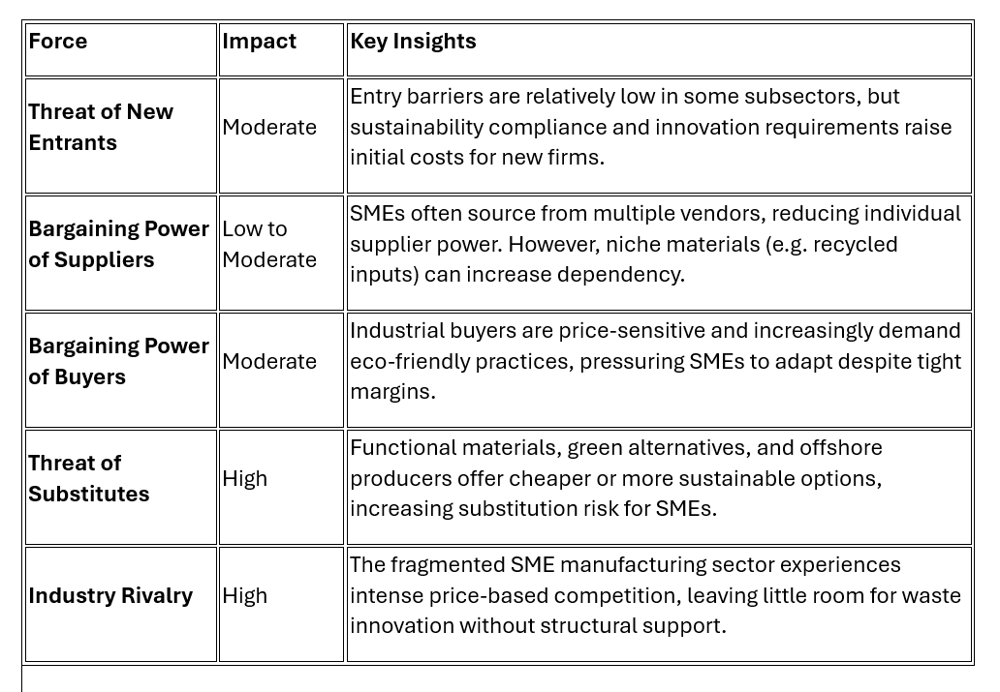 Force Impact Key Insights
Threat of New
Entrants
Moderate
Entry barriers are relatively low in some subsectors, but
sustainability compliance and innovation requirements raise
initial costs for new firms.
Bargaining Power
of Suppliers
Low to
Moderate
SMEs often source from multiple vendors, reducing individual
supplier power. However, niche materials (e.g. recycled
inputs) can increase dependency.
Bargaining Power
of Buyers
Moderate
Industrial buyers are price-sensitive and increasingly demand
eco-friendly practices, pressuring SMEs to adapt despite tight
margins.
Threat of
Substitutes
High
Functional materials, green alternatives, and offshore
producers offer cheaper or more sustainable options,
increasing substitution risk for SMEs.
Industry Rivalry
High
The fragmented SME manufacturing sector experiences
intense price-based competition, leaving little room for waste
innovation without structural support.